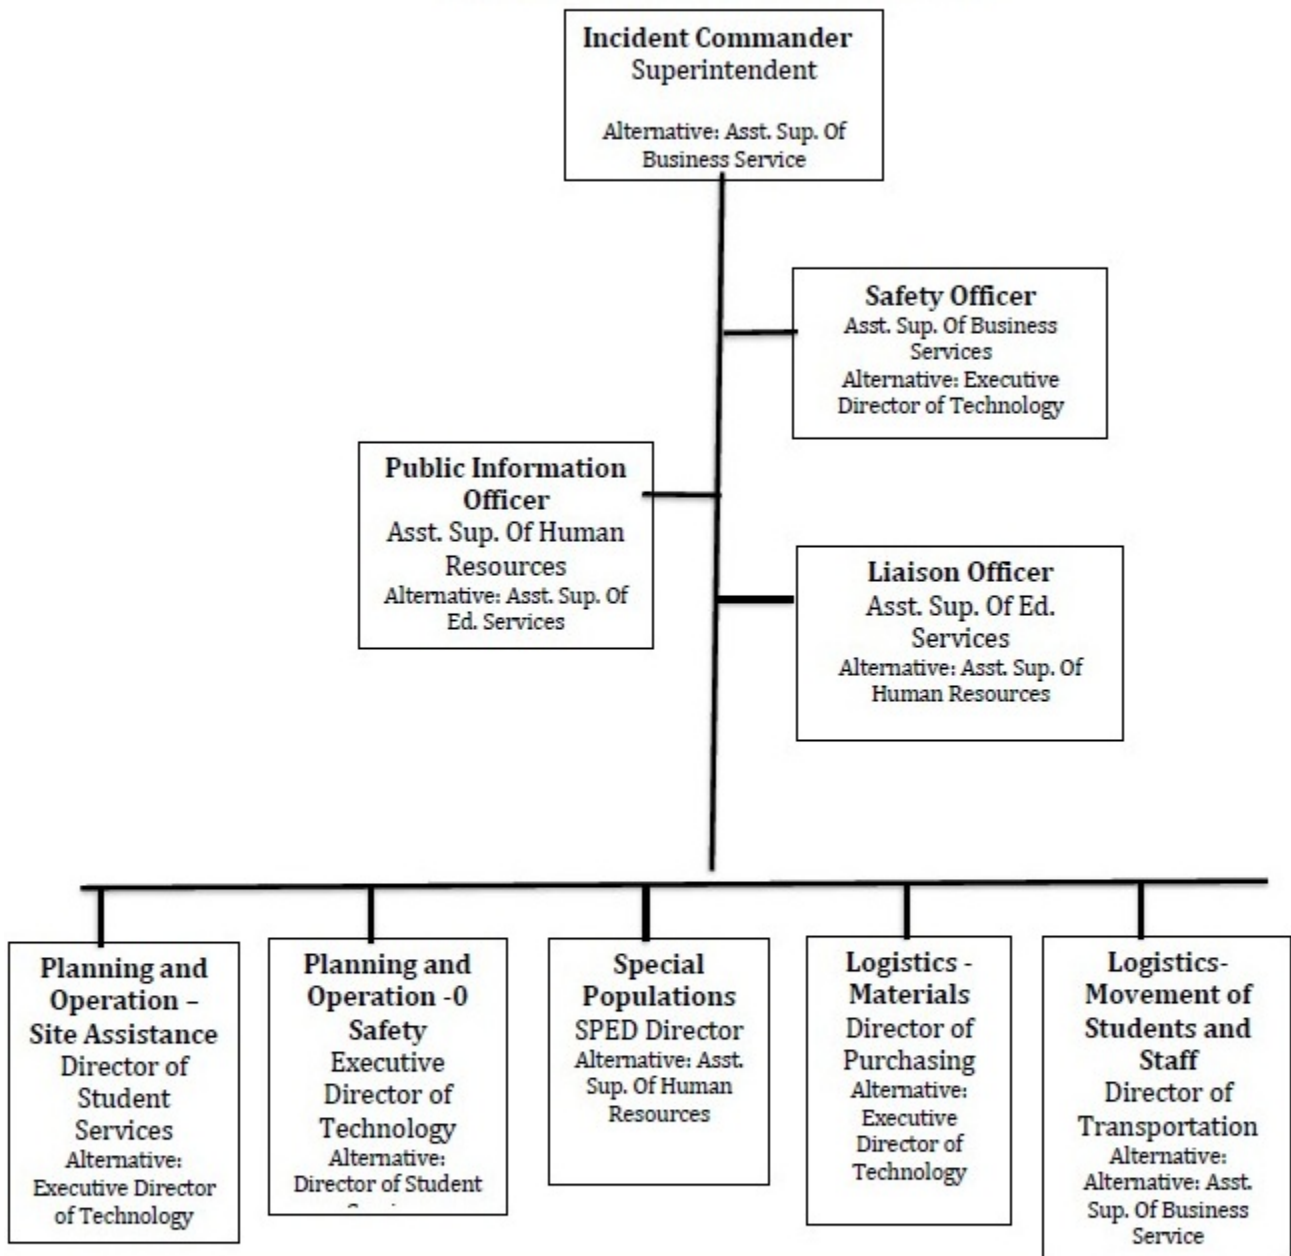 Incident Commander
Superintendent
Alternative: Asst. Sup. Of
Business Service
Safety Officer
Asst. Sup. Of Business
Services
Alternative: Executive
Director of Technology
Public Information
Officer
Asst. Sup. Of Human
Resources
Alternative: Asst. Sup. Of
Ed. Services
Liaison Officer
Asst. Sup. Of Ed.
Services
Alternative: Asst. Sup. Of
Human Resources
Planning and
Operation –
Site Assistance
Director of
Student
Services
Alternative:
Executive Director
of Technology
Planning and
Operation -0
Safety
Executive
Director of
Technology
Alternative:
Director of Student
Special
Populations
SPED Director
Alternative: Asst.
Sup. Of Human
Resources
Logistics -
Materials
Director of
Purchasing
Alternative:
Executive
Director of
Technology
Logistics-
Movement of
Students and
Staff
Director of
Transportation
Alternative:
Alternative: Asst.
Sup. Of Business
Service